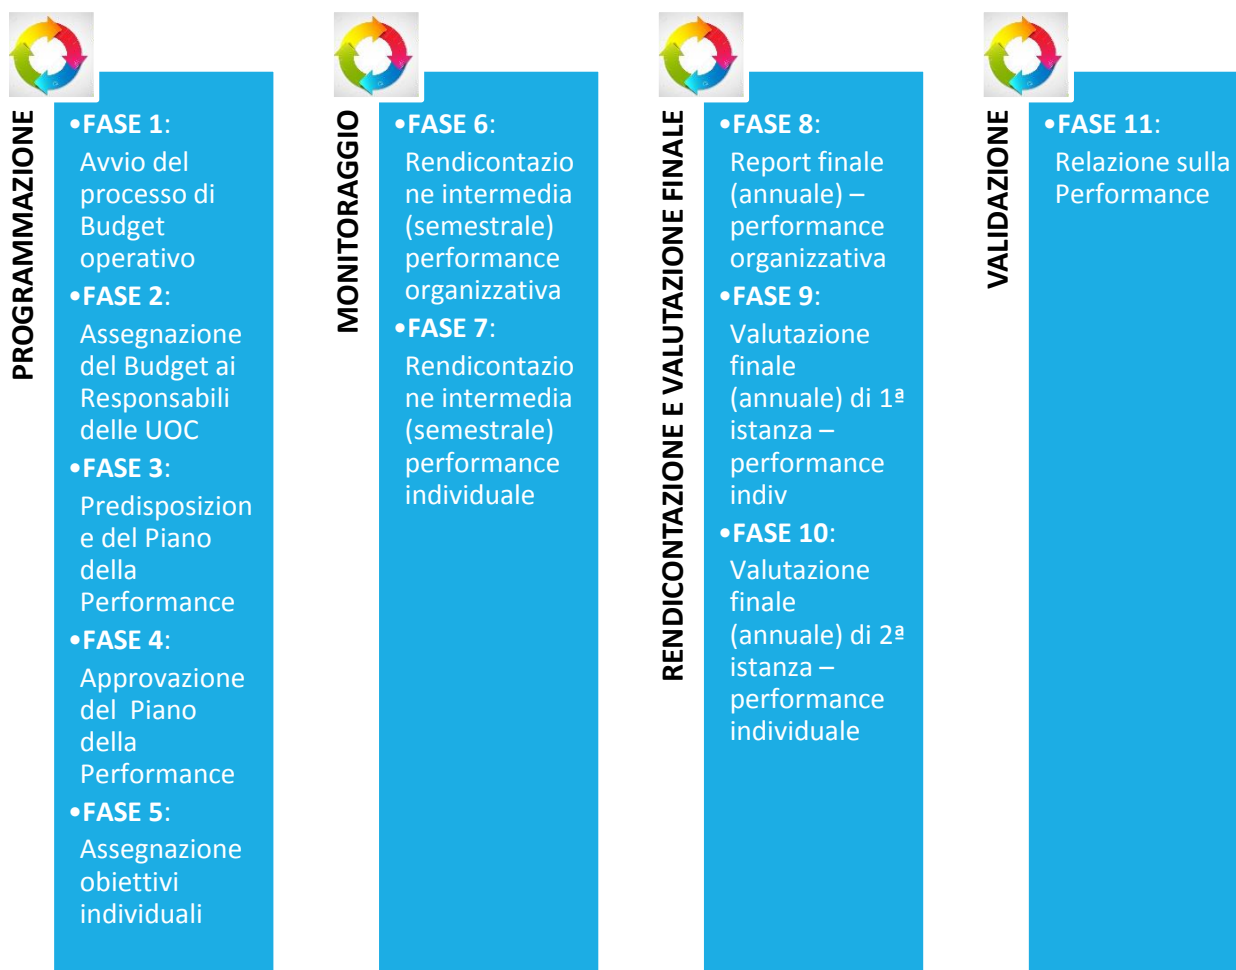 PROGRAMMAZIONE
•FASE 1:
Avvio del
processo di
Budget
operativo
•FASE 2:
Assegnazione
del Budget ai
Responsabili
delle UOC
•FASE 3:
Predisposizion
e del Piano
della
Performance
•FASE 4:
Approvazione
del  Piano
della
Performance
•FASE 5:
Assegnazione
obiettivi
individuali
MONITORAGGIO
•FASE 6:
Rendicontazio
ne intermedia
(semestrale)
performance
organizzativa
•FASE 7:
Rendicontazio
ne intermedia
(semestrale)
performance
individuale
RENDICONTAZIONE E VALUTAZIONE FINALE
•FASE 8:
Report finale
(annuale) –
performance
organizzativa
•FASE 9:
Valutazione
finale
(annuale) di 1ª
istanza –
performance
indiv
•FASE 10:
Valutazione
finale
(annuale) di 2ª
istanza –
performance
individuale
VALIDAZIONE
•FASE 11:
Relazione sulla
Performance